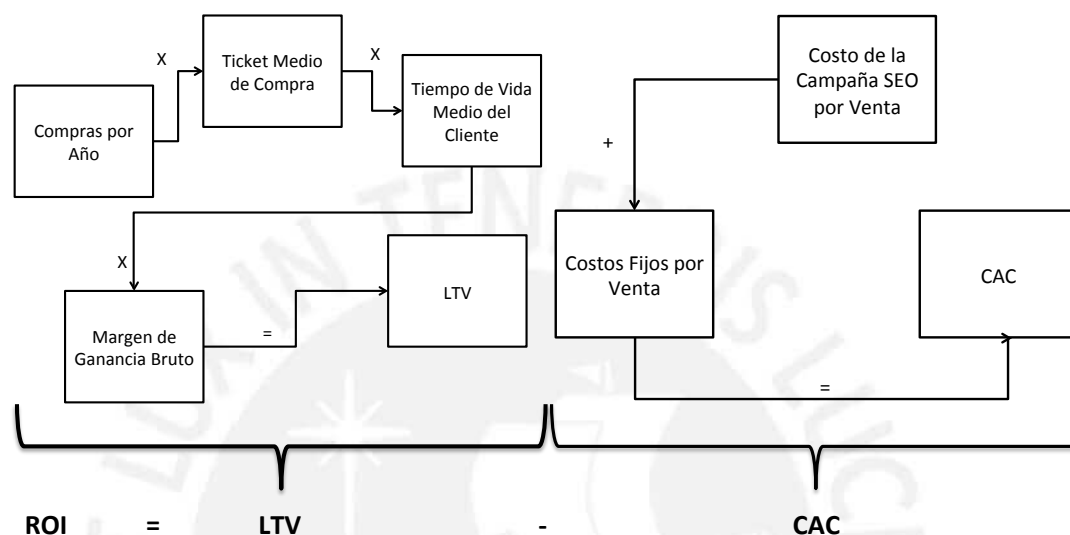 X
Ticket Medio
de Compra
X
Compras por
Año
Tiempo de Vida
Medio del
Cliente
X
Margen de
Ganancia Bruto
=
LTV
Costo de la
Campaña SEO
por Venta
+
Costos Fijos por
Venta
=
CAC
ROI = LTV - CAC